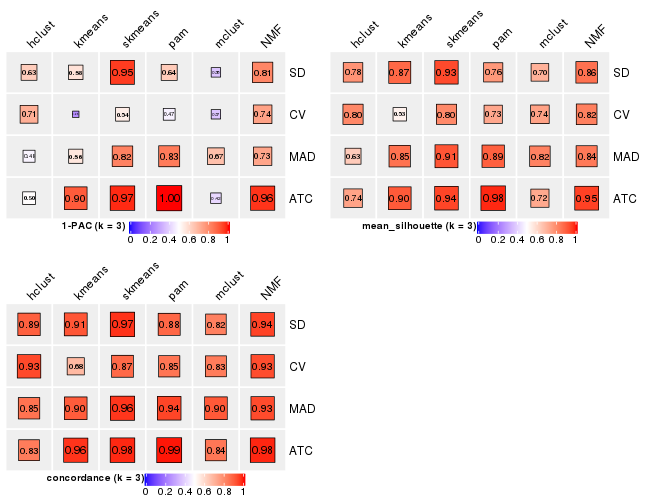 hclust kmeans skmeans pam mclust NMF
0.63 0.58 0.95 0.64 0.81 SD
0.71 0.54 0.47 0.74 CV
0.56 0.82 0.83 0.67 0.73 MAD
0.50 0.90 0.97 1.00 0.96 ATC
1-PAC (k = 3)
0 0.2 0.4 0.6 0.8 1
hclust kmeans skmeans pam mclust NMF
0.78 0.87 0.93 0.76 0.70 0.86 SD
0.80 0.53 0.80 0.73 0.74 0.82 CV
0.63 0.85 0.91 0.89 0.82 0.84 MAD
0.74 0.90 0.94 0.98 0.72 0.95 ATC
mean_silhouette (k = 3)
0 0.2 0.4 0.6 0.8 1
hclust kmeans skmeans pam mclust NMF
0.89 0.91 0.97 0.88 0.82 0.94 SD
0.93 0.68 0.87 0.85 0.83 0.93 CV
0.85 0.90 0.96 0.94 0.90 0.93 MAD
0.83 0.96 0.98 0.99 0.84 0.98 ATC
concordance (k = 3)
0 0.2 0.4 0.6 0.8 1